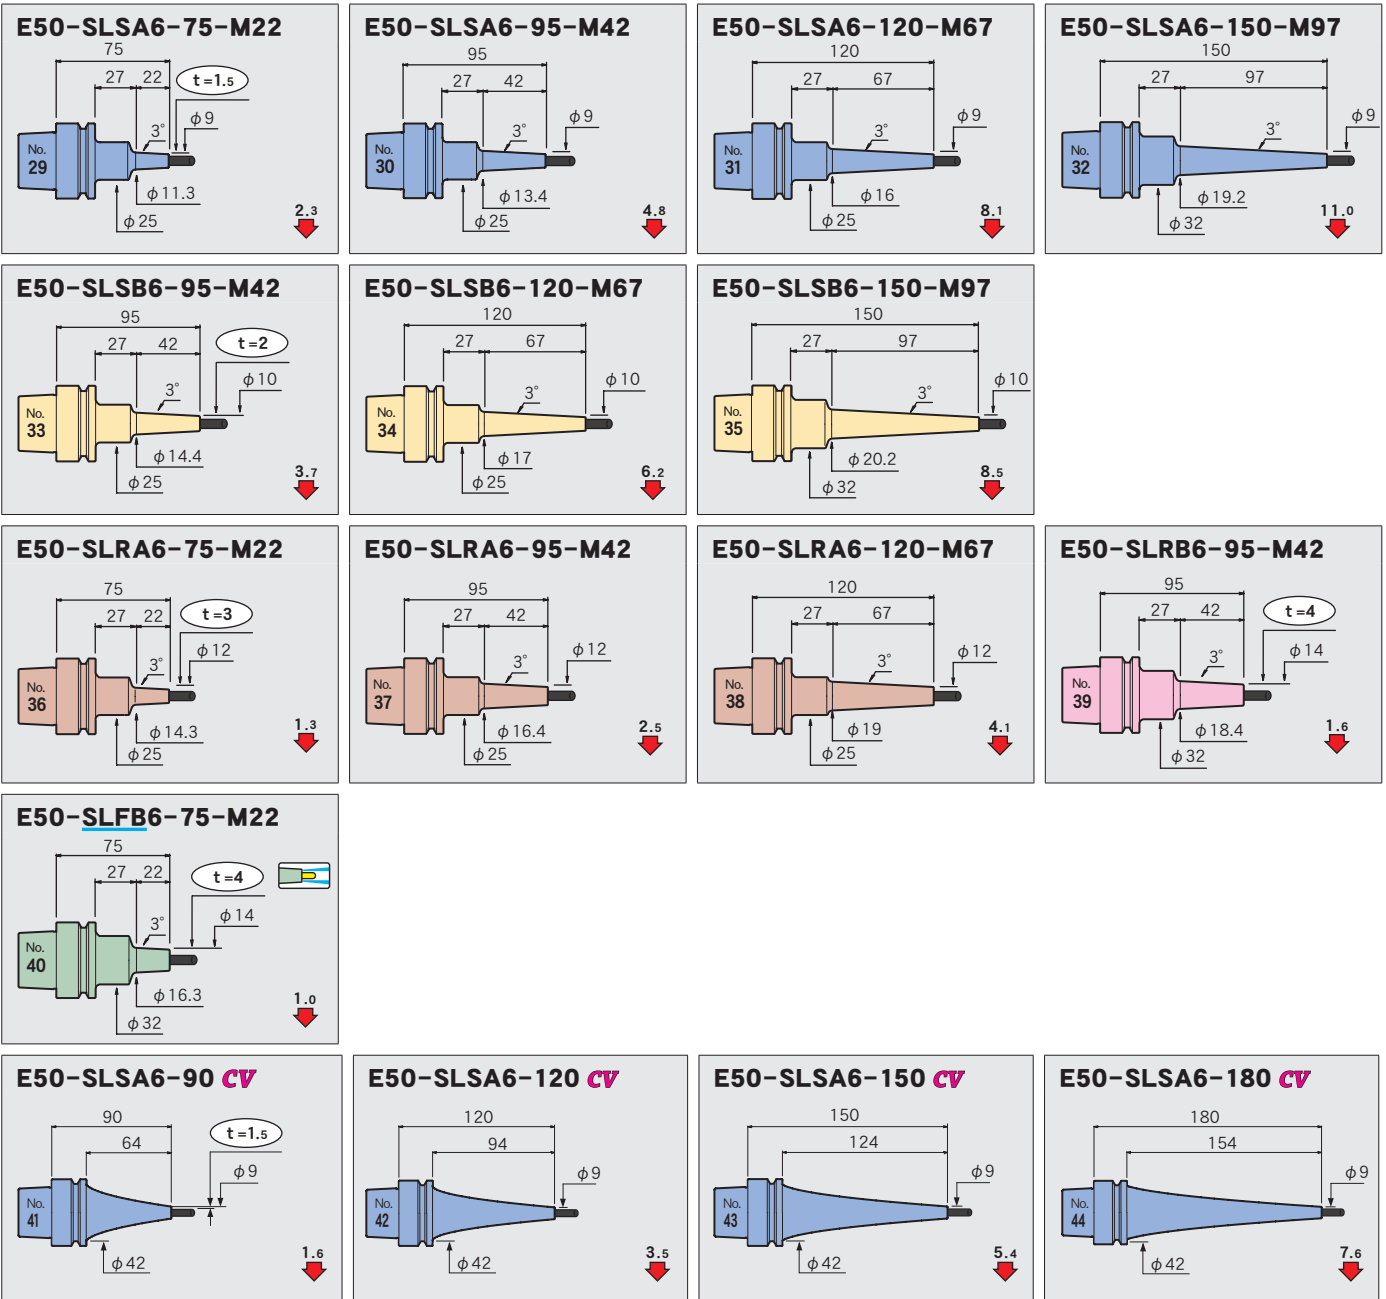 E50-SLSA6-75-M22
75
27 22 t=1.5
φ9
3°
No.
29
φ11.3
φ25
2.3
E50-SLSA6-95-M42
95
27 42
φ9
3°
No.
30
φ13.4
φ25
4.8
E50-SLSA6-120-M67
120
27 67
φ9
3°
No.
31
φ16
φ25
8.1
E50-SLSA6-150-M97
150
27 97
φ9
3°
No.
32
φ19.2
φ32
11.0
E50-SLSB6-95-M42
95
27 42 t=2
φ10
3°
No.
33
φ14.4
φ25
3.7
E50-SLSB6-120-M67
120
27 67
φ10
3°
No.
34
φ17
φ25
6.2
E50-SLSB6-150-M97
150
27 97
φ10
3°
No.
35
φ20.2
φ32
8.5
E50-SLRA6-75-M22
75
27 22 t=3
φ12
3°
No.
36
φ14.3
φ25
1.3
E50-SLRA6-95-M42
95
27 42
φ12
3°
No.
37
φ16.4
φ25
2.5
E50-SLRA6-120-M67
120
27 67
φ12
3°
No.
38
φ19
φ25
4.1
E50-SLRB6-95-M42
95
27 42 t=4
φ14
3°
No.
39
φ18.4
φ32
1.6
E50-SLFB6-75-M22
75
27 22 t=4
φ14
3°
No.
40
φ16.3
φ32
1.0
E50-SLSA6-90 CV
90
64 t=1.5
φ9
No.
41
φ42
1.6
E50-SLSA6-120 CV
120
94
φ9
No.
42
φ42
3.5
E50-SLSA6-150 CV
150
124
φ9
No.
43
φ42
5.4
E50-SLSA6-180 CV
180
154
φ9
No.
44
φ42
7.6